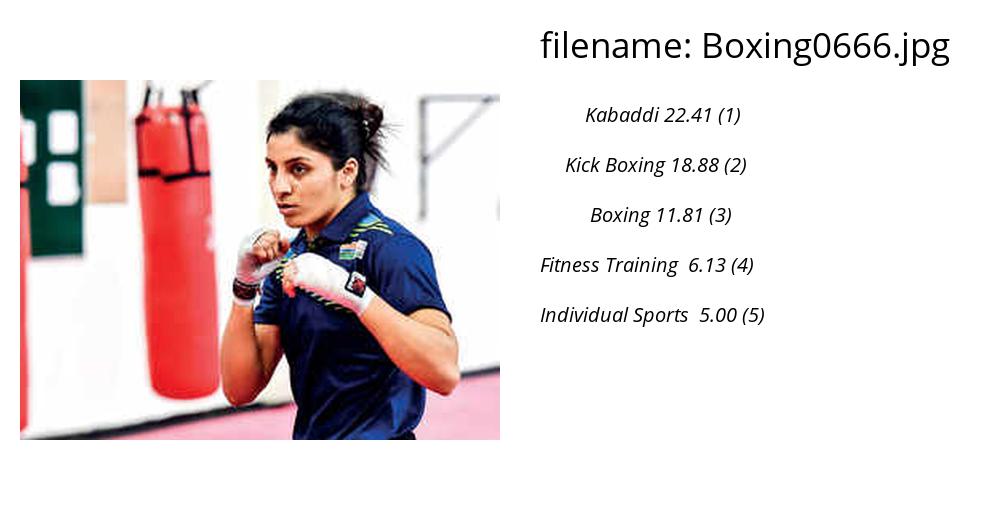 filename: Boxing0666.jpg
Kabaddi 22.41 (1)
Kick Boxing 18.88 (2)
Boxing 11.81 (3)
Fitness Training  6.13 (4)
Individual Sports  5.00 (5)